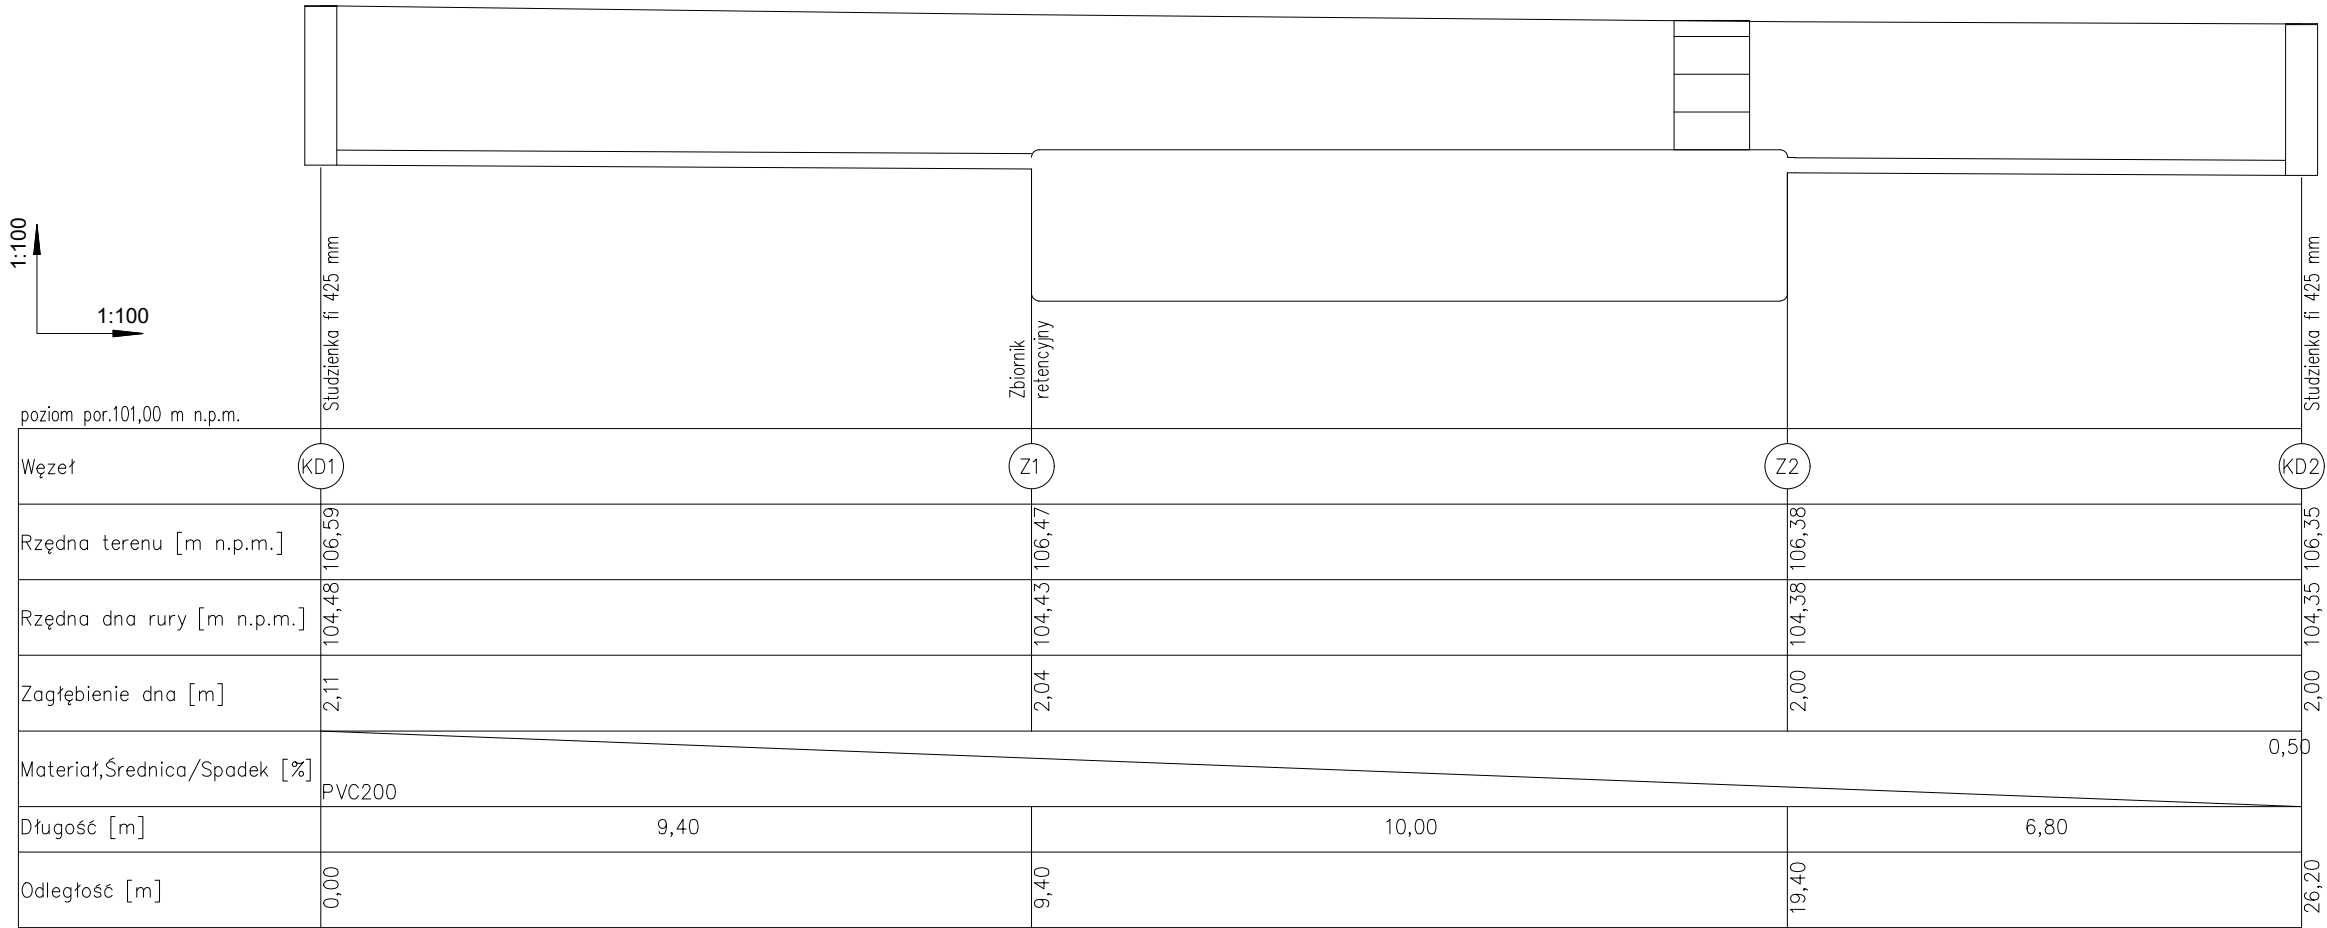 1:100
1:100
Studzienka fi 425 mm
Zbiornik
retencyjny
Studzienka fi 425 mm
poziom por.101,00 m n.p.m.
Węzeł KD1 Z1 Z2 KD2
Rzędna terenu [m n.p.m.] 106,59 106,47 106,38 106,35
Rzędna dna rury [m n.p.m.] 104,48 104,43 104,38 104,35
Zagłębienie dna [m] 2,11 2,04 2,00 2,00
0,50
Materiał,Średnica/Spadek [%]
PVC200
Długość [m] 9,40 10,00 6,80
Odległość [m] 0,00 9,40 19,40 26,20